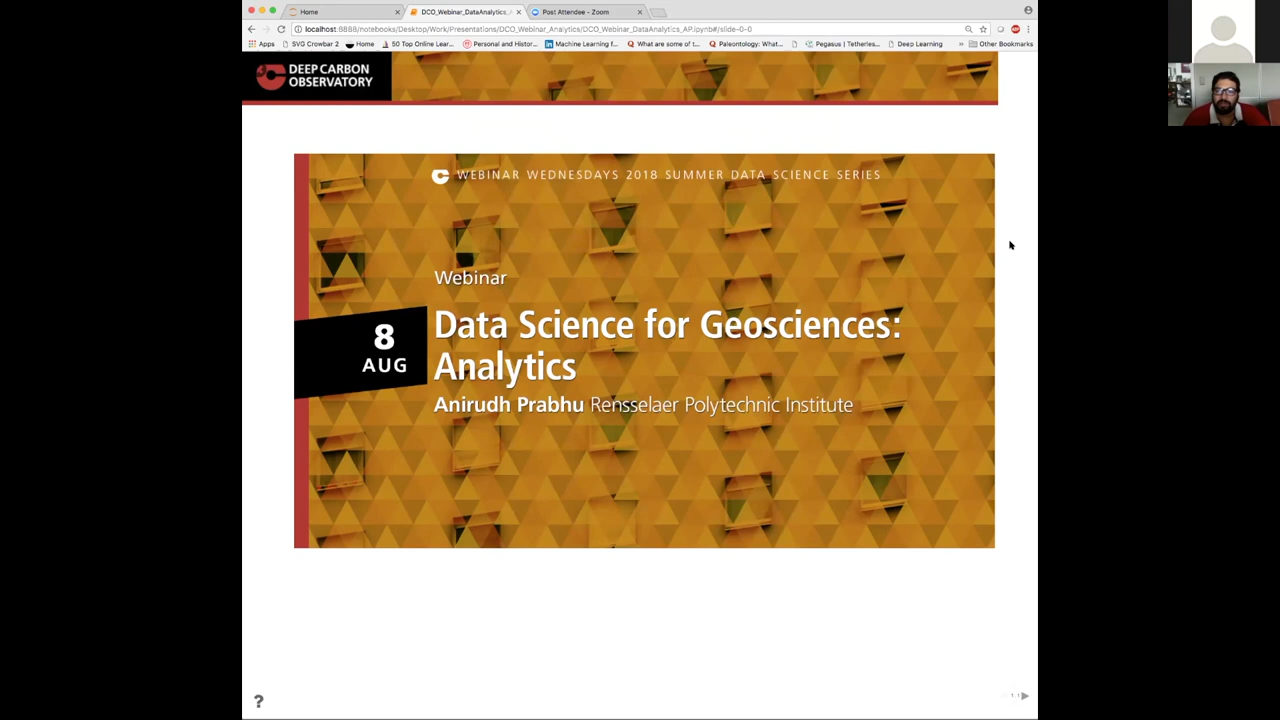 Home
DCO_Webinar_DataAnalytics_A
Post Attendee - Zoom
localhost:8888/notebooks/Desktop/Work/Presentations/DCO_Webinar_Analytics/DCO_Webinar_DataAnalytics_AP.ipynb#/slide-0-0
Apps SVG Crowbar 2 Home 50 Top Online Lear... Personal and Histor... Machine Learning f... What are some of t... Paleontology: What... Pegasus | Tetherles... Deep Learning » Other Bookmarks
DEEP CARBON
OBSERVATORY
WEBINAR WEDNESDAYS 2018 SUMMER DATA SCIENCE SERIES
Webinar
8
AUG
Data Science for Geosciences:
Analytics
Anirudh Prabhu Rensselaer Polytechnic Institute
?